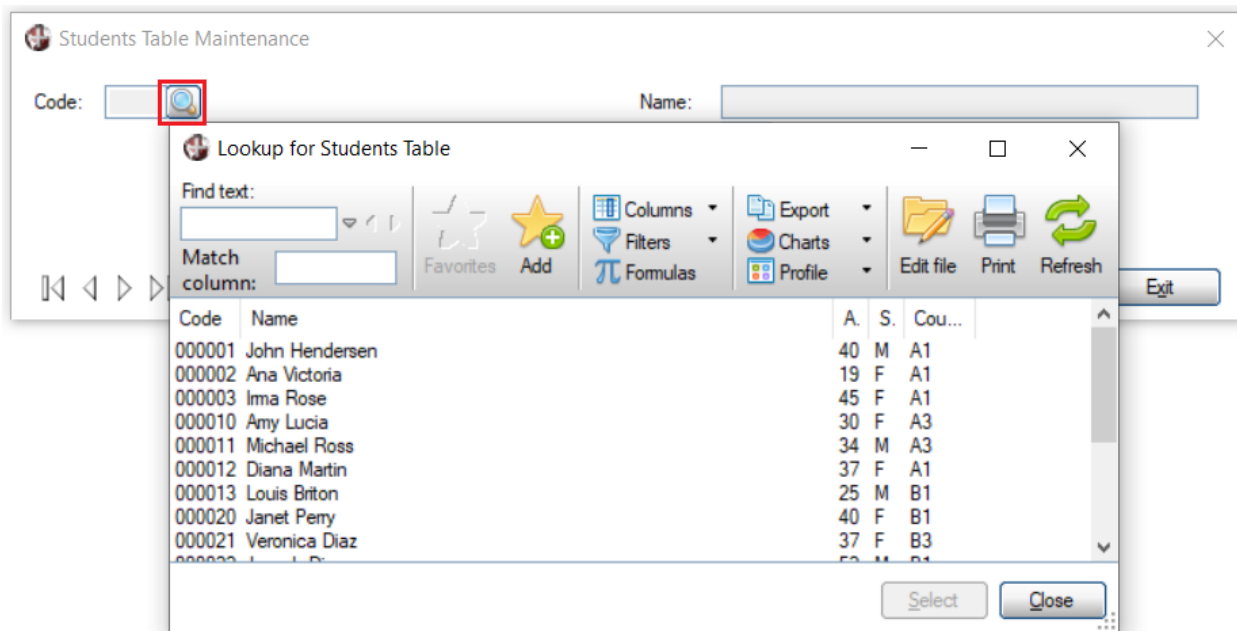 Students Table Maintenance
Code:
Name:
Lookup for Students Table
Find text:
Match
column:
Favorites
Add
Columns
Filters
Formulas
Export
Charts
Profile
Edit file
Print
Refresh
Exit
Code Name A. S. Cou...
000001 John Hendersen 40 M A1
000002 Ana Victoria 19 F A1
000003 Irma Rose 45 F A1
000010 Amy Lucia 30 F A3
000011 Michael Ross 34 M A3
000012 Diana Martin 37 F A1
000013 Louis Briton 25 M B1
000020 Janet Perry 40 F B1
000021 Veronica Diaz 37 F B3
Select
Close